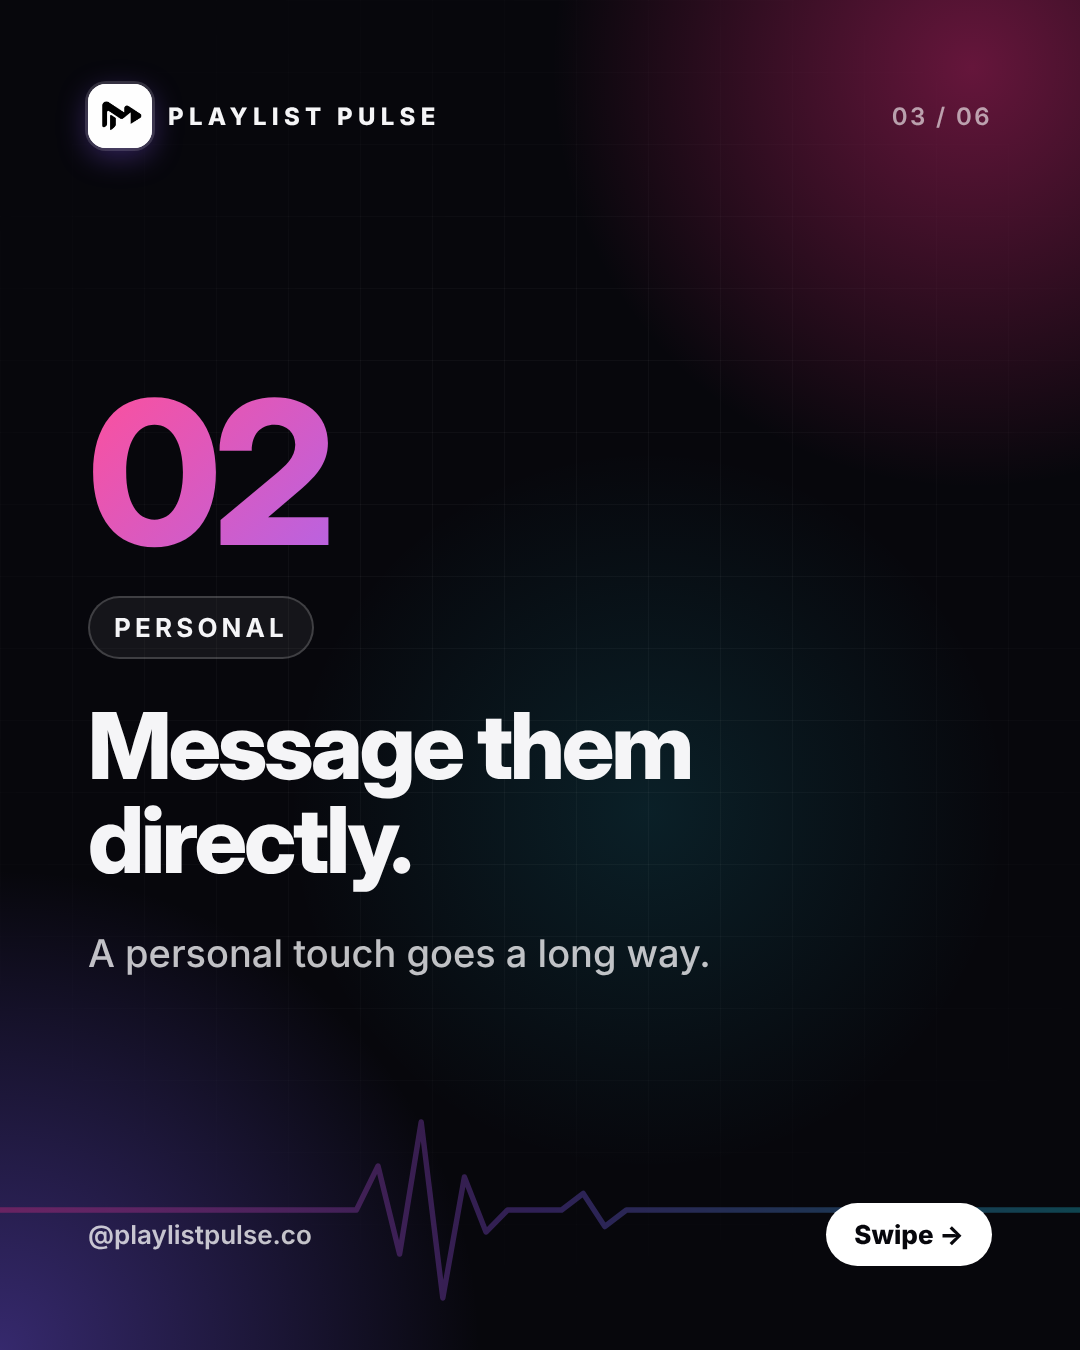 PLAYLIST PULSE
03 / 06
02
PERSONAL
Message them
directly.
A personal touch goes a long way.
@playlistpulse.co
Swipe →